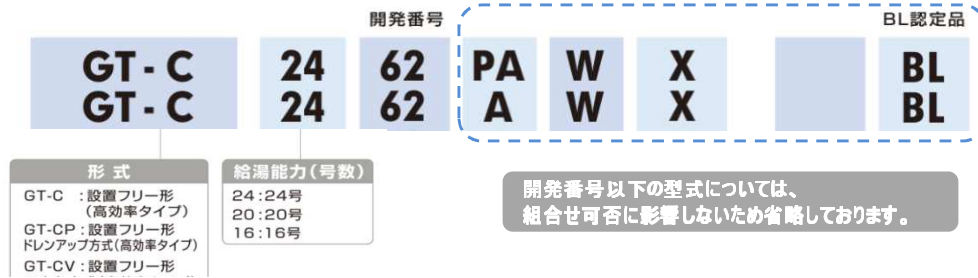 開発番号
BL認定品
GT - C 24 62 PA W X BL
GT - C 24 62 A W X BL
形 式
GT-C ：設置フリー形
(高効率タイプ)
GT-CP：設置フリー形
ドレンアップ方式(高効率タイプ)
GT-CV：設置フリー形
給湯能力(号数)
24:24号
20:20号
16:16号
開発番号以下の型式については、
組合せ可否に影響しないため省略しております。